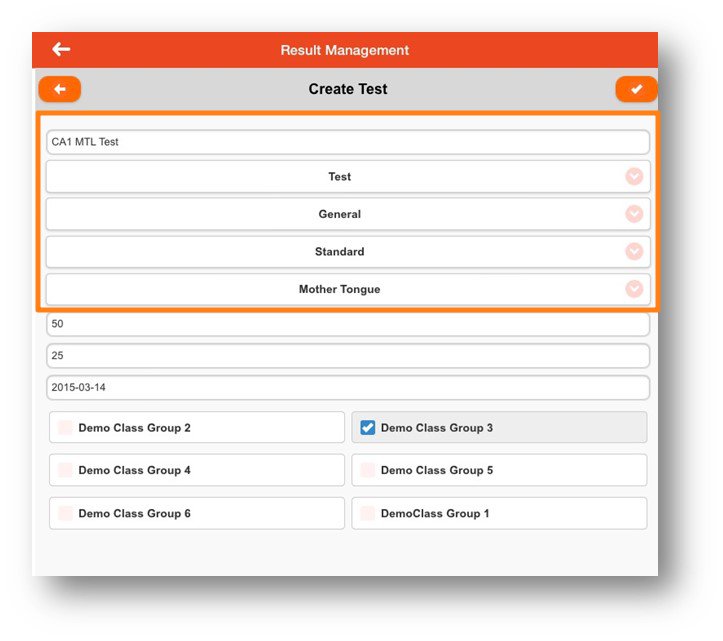 Result Management
Create Test
CA1 MTL Test
Test
General
Standard
Mother Tongue
50
25
2015-03-14
Demo Class Group 2
Demo Class Group 3
Demo Class Group 4
Demo Class Group 5
Demo Class Group 6
DemoClass Group 1